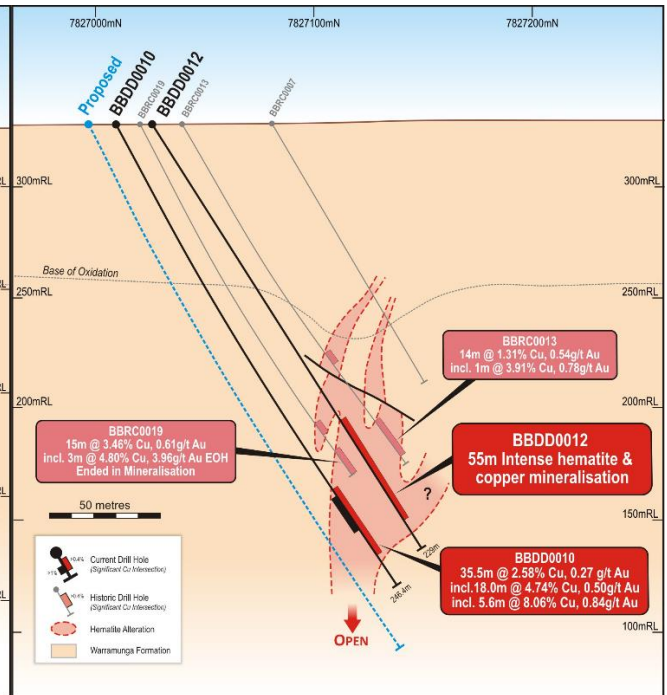 7827000mN
7827100mN
7827200mN
Proposed
BBDD0010
BBRC0019
BBDD0012
BBRC0013
BBRC0007
300mRL
300mRL
Base of Oxidation
250mRL
250mRL
BBRC0013
14m @ 1.31% Cu, 0.54g/t Au
incl. 1m @ 3.91% Cu, 0.78g/t Au
200mRL
200mRL
BBRC0019
15m @ 3.46% Cu, 0.61g/t Au
incl. 3m @ 4.80% Cu, 3.96g/t Au EOH
Ended in Mineralisation
BBDD0012
55m Intense hematite &
copper mineralisation
?
50 metres
150mRL
229m
BBDD0010
35.5m @ 2.58% Cu, 0.27 g/t Au
incl.18.0m @ 4.74% Cu, 0.50g/t Au
incl. 5.6m @ 8.06% Cu, 0.84g/t Au
246.4m
+0.4%
+1%
Current Drill Hole
(Significant Cu Intersection)
+0.4%
Historic Drill Hole
(Significant Cu Intersection)
Hematite Alteration
Warramunga Formation
OPEN
100mRL